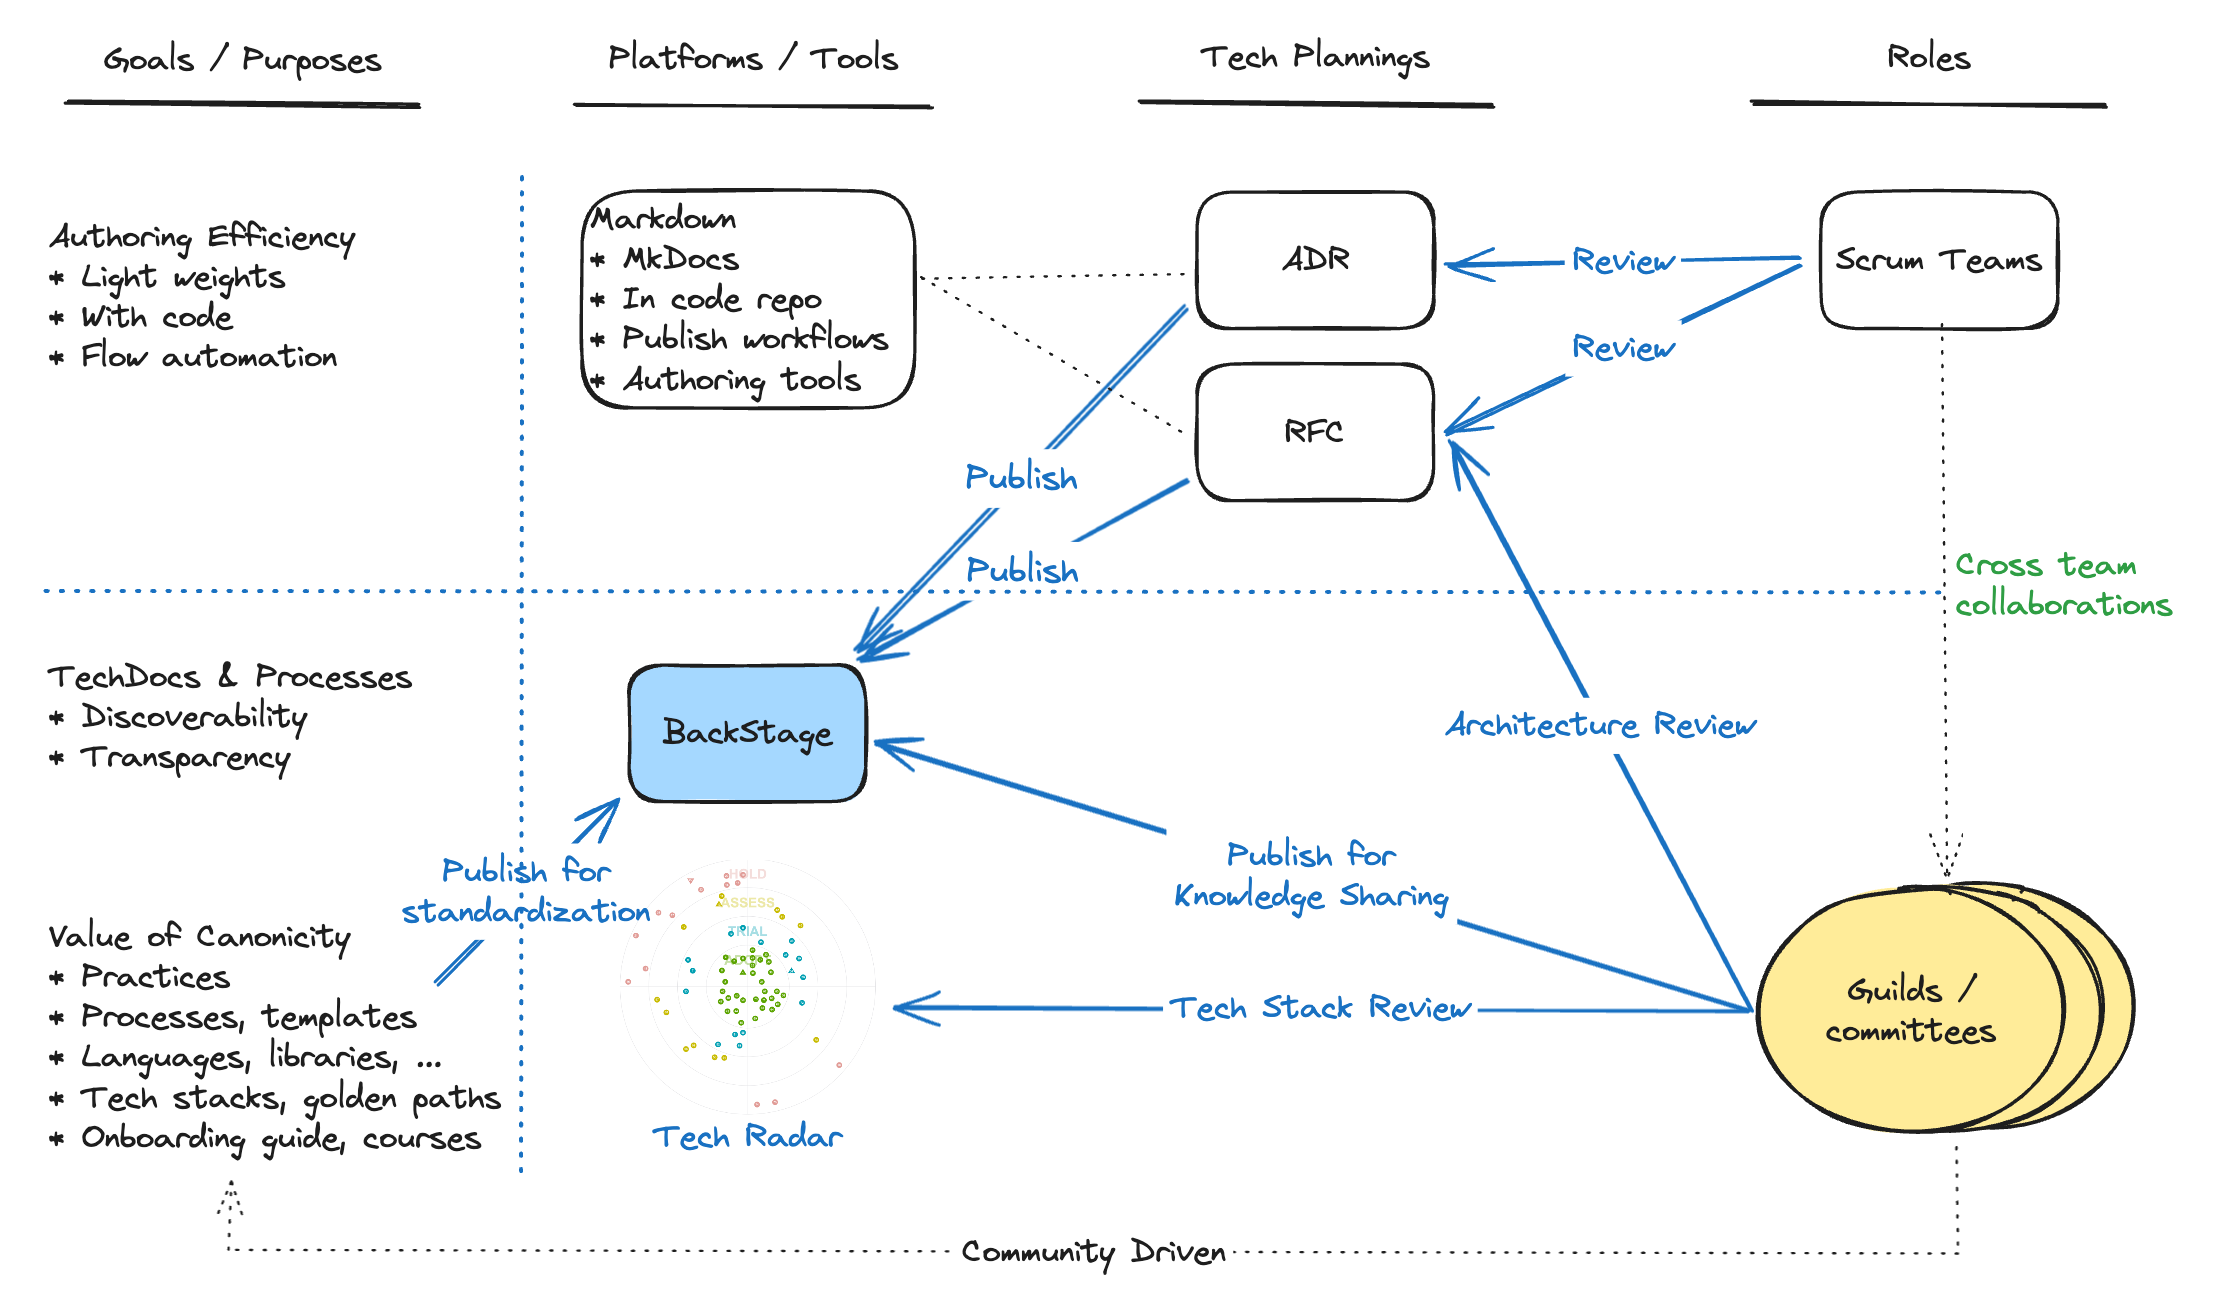 Goals / Purposes
Platforms / Tools
Tech Plannings
Roles
Authoring Efficiency
* Light weights
* With code
* Flow automation
Markdown
* MkDocs
* In code repo
* Publish workflows
* Authoring tools
ADR
Review
Scrum Teams
Review
RFC
Publish
Publish
Cross team
collaborations
TechDocs & Processes
* Discoverability
* Transparency
BackStage
Architecture Review
Publish for
Knowledge Sharing
Publish for
standardization
HOLD
ASSESS
TRIAL
ADOPT
Value of Canonicity
* Practices
* Processes, templates
* Languages, libraries, ...
* Tech stacks, golden paths
* Onboarding guide, courses
Tech Stack Review
Guilds /
committees
Tech Radar
Community Driven